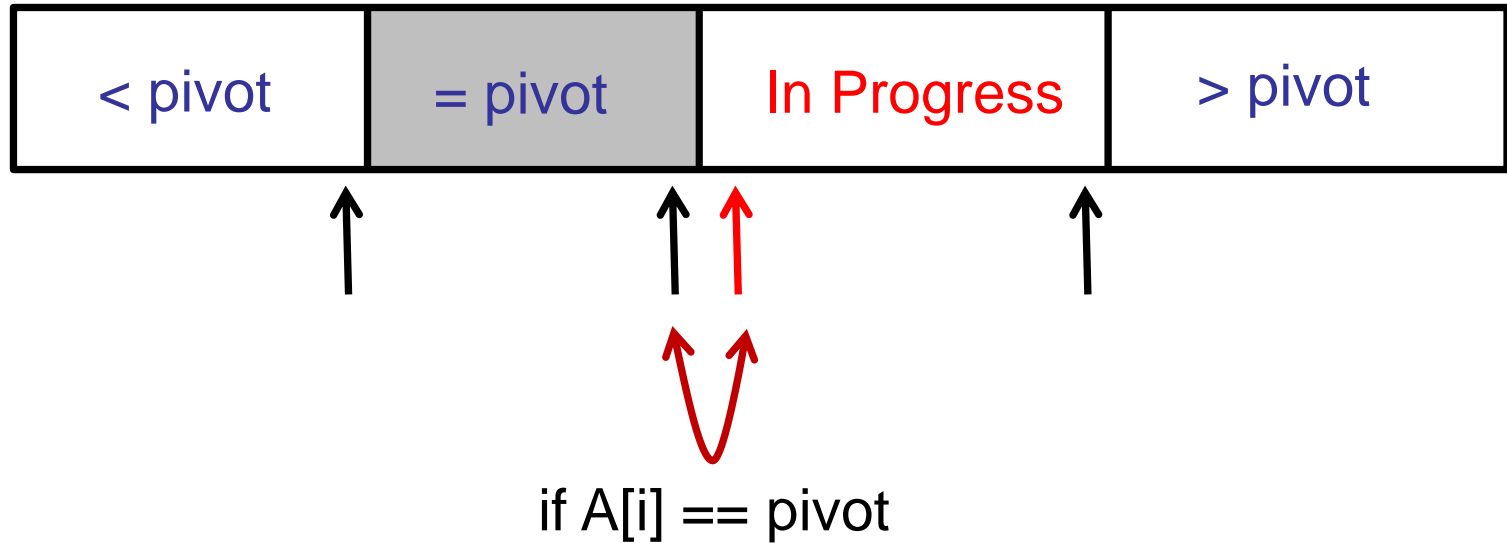 < pivot
= pivot
In Progress
> pivot
if A[i] == pivot